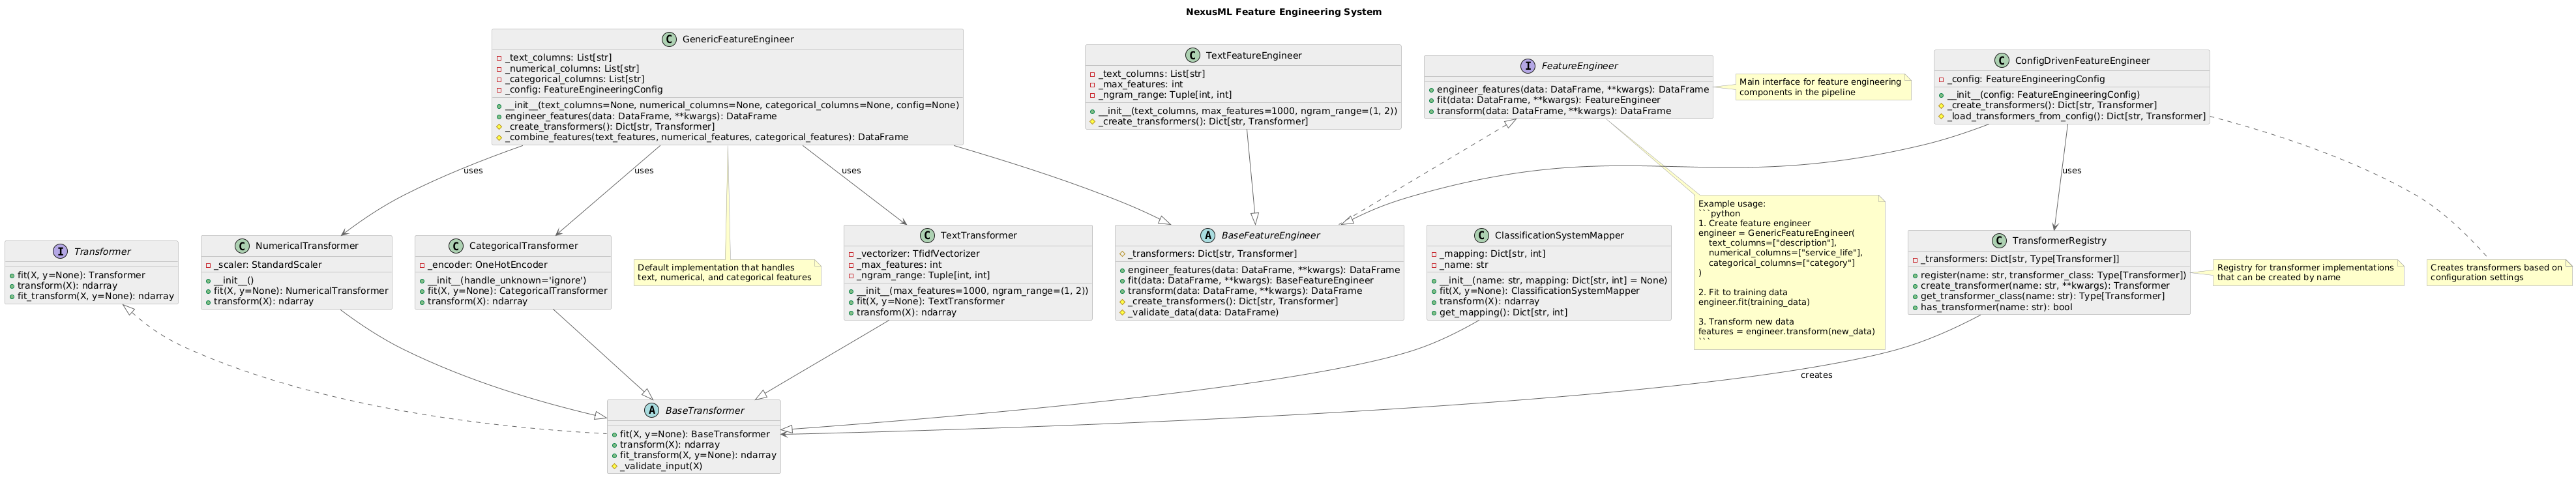 NexusML Feature Engineering System
C GenericFeatureEngineer
_text_columns: List[str]
_numerical_columns: List[str]
_categorical_columns: List[str]
_config: FeatureEngineeringConfig
__init__(text_columns=None, numerical_columns=None, categorical_columns=None, config=None)
engineer_features(data: DataFrame, **kwargs): DataFrame
_create_transformers(): Dict[str, Transformer]
_combine_features(text_features, numerical_features, categorical_features): DataFrame
C TextFeatureEngineer
_text_columns: List[str]
_max_features: int
_ngram_range: Tuple[int, int]
__init__(text_columns, max_features=1000, ngram_range=(1, 2))
_create_transformers(): Dict[str, Transformer]
I FeatureEngineer
engineer_features(data: DataFrame, **kwargs): DataFrame
fit(data: DataFrame, **kwargs): FeatureEngineer
transform(data: DataFrame, **kwargs): DataFrame
Main interface for feature engineering
components in the pipeline
C ConfigDrivenFeatureEngineer
_config: FeatureEngineeringConfig
__init__(config: FeatureEngineeringConfig)
_create_transformers(): Dict[str, Transformer]
_load_transformers_from_config(): Dict[str, Transformer]
uses
uses
uses
uses
I Transformer
fit(X, y=None): Transformer
transform(X): ndarray
fit_transform(X, y=None): ndarray
C NumericalTransformer
_scaler: StandardScaler
__init__()
fit(X, y=None): NumericalTransformer
transform(X): ndarray
C CategoricalTransformer
_encoder: OneHotEncoder
__init__(handle_unknown='ignore')
fit(X, y=None): CategoricalTransformer
transform(X): ndarray
Default implementation that handles
text, numerical, and categorical features
C TextTransformer
_vectorizer: TfidfVectorizer
_max_features: int
_ngram_range: Tuple[int, int]
__init__(max_features=1000, ngram_range=(1, 2))
fit(X, y=None): TextTransformer
transform(X): ndarray
A BaseFeatureEngineer
_transformers: Dict[str, Transformer]
engineer_features(data: DataFrame, **kwargs): DataFrame
fit(data: DataFrame, **kwargs): BaseFeatureEngineer
transform(data: DataFrame, **kwargs): DataFrame
_create_transformers(): Dict[str, Transformer]
_validate_data(data: DataFrame)
C ClassificationSystemMapper
_mapping: Dict[str, int]
_name: str
__init__(name: str, mapping: Dict[str, int] = None)
fit(X, y=None): ClassificationSystemMapper
transform(X): ndarray
get_mapping(): Dict[str, int]
Example usage:
```python
1. Create feature engineer
engineer = GenericFeatureEngineer(
text_columns=["description"],
numerical_columns=["service_life"],
categorical_columns=["category"]
)
2. Fit to training data
engineer.fit(training_data)
3. Transform new data
features = engineer.transform(new_data)
```
C TransformerRegistry
_transformers: Dict[str, Type[Transformer]]
register(name: str, transformer_class: Type[Transformer])
create_transformer(name: str, **kwargs): Transformer
get_transformer_class(name: str): Type[Transformer]
has_transformer(name: str): bool
Registry for transformer implementations
that can be created by name
Creates transformers based on
configuration settings
creates
A BaseTransformer
fit(X, y=None): BaseTransformer
transform(X): ndarray
fit_transform(X, y=None): ndarray
_validate_input(X)